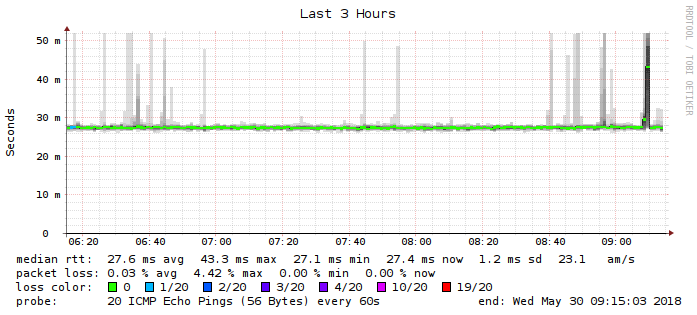 Last 3 Hours
RRDTOOL / TOBI OETIKER
Seconds
50 m
40 m
30 m
20 m
10 m
0
06:20 06:40 07:00 07:20 07:40 08:00 08:20 08:40 09:00
median rtt: 27.6 ms avg 43.3 ms max 27.1 ms min 27.4 ms now 1.2 ms sd 23.1 am/s
packet loss: 0.03 % avg 4.42 % max 0.00 % min 0.00 % now
loss color: 0 1/20 2/20 3/20 4/20 10/20 19/20
probe: 20 ICMP Echo Pings (56 Bytes) every 60s end: Wed May 30 09:15:03 2018